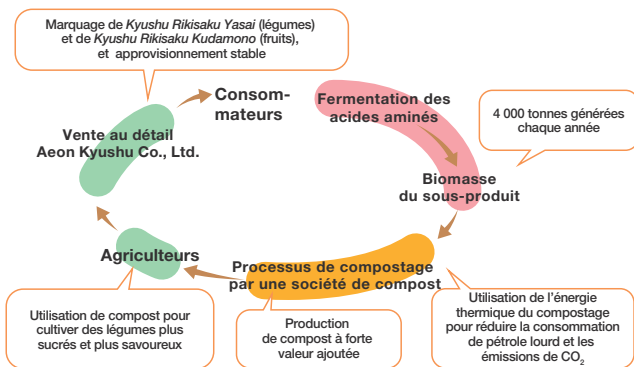 Marquage de Kyushu Rikisaku Yasai (légumes)
et de Kyushu Rikisaku Kudamono (fruits),
et approvisionnement stable
Consom-
mateurs
Fermentation des
acides aminés
4 000 tonnes générées
chaque année
Vente au détail
Aeon Kyushu Co., Ltd.
Biomasse
du sous-produit
Agriculteurs
Processus de compostage
par une société de compost
Utilisation de compost pour
cultiver des légumes plus
sucrés et plus savoureux
Production
de compost à forte
valeur ajoutée
Utilisation de l’énergie
thermique du compostage
pour réduire la consommation
de pétrole lourd et les
émissions de CO₂